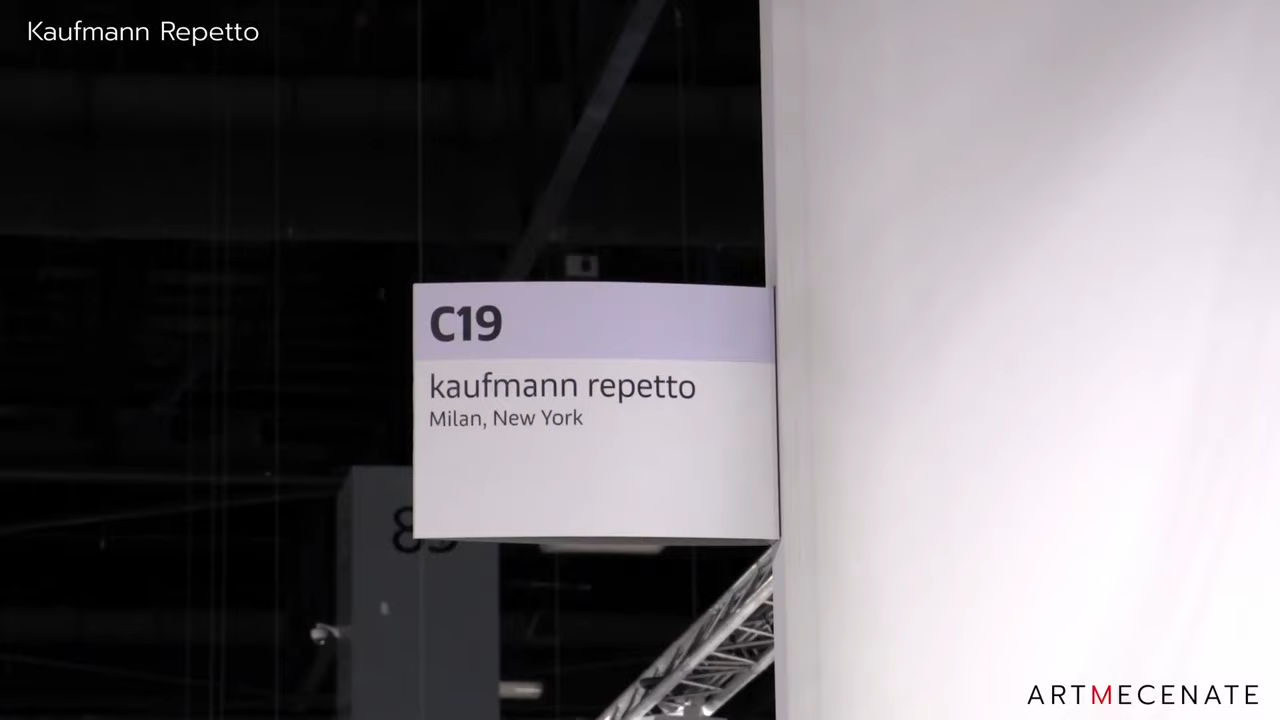 Kaufmann Repetto
C19
kaufmann repetto
Milan, New York
ARTMECENATE